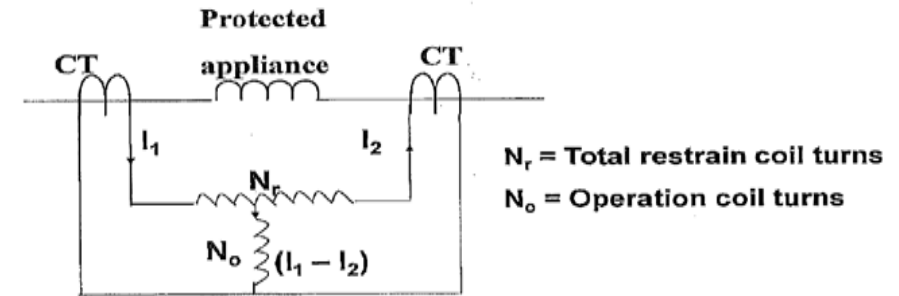 Protected
CT appliance CT
I₁ I₂
Nᵣ = Total restrain coil turns
Nᵣ
Nₒ = Operation coil turns
Nₒ (I₁ – I₂)